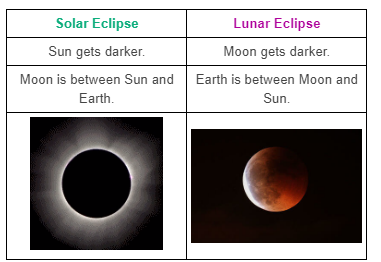 Solar Eclipse
Lunar Eclipse
Sun gets darker.
Moon gets darker.
Moon is between Sun and
Earth.
Earth is between Moon and
Sun.